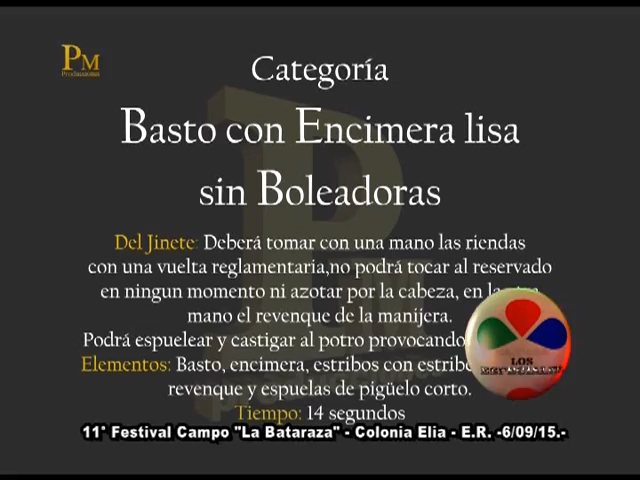 PM
Producciones
Categoría
Basto con Encimera lisa
sin Boleadoras
Del Jinete: Deberá tomar con una mano las riendas
con una vuelta reglamentaria,no podrá tocar al reservado
en ningun momento ni azotar por la cabeza, en la
mano el revenque de la manijera.
Podrá espuelear y castigar al potro provocando
Elementos: Basto, encimera, estribos con
revenque y espuelas de pigüelo corto.
Tiempo: 14 segundos
LOS
11° Festival Campo "La Bataraza" - Colonia Elia - E.R. -6/09/15.-